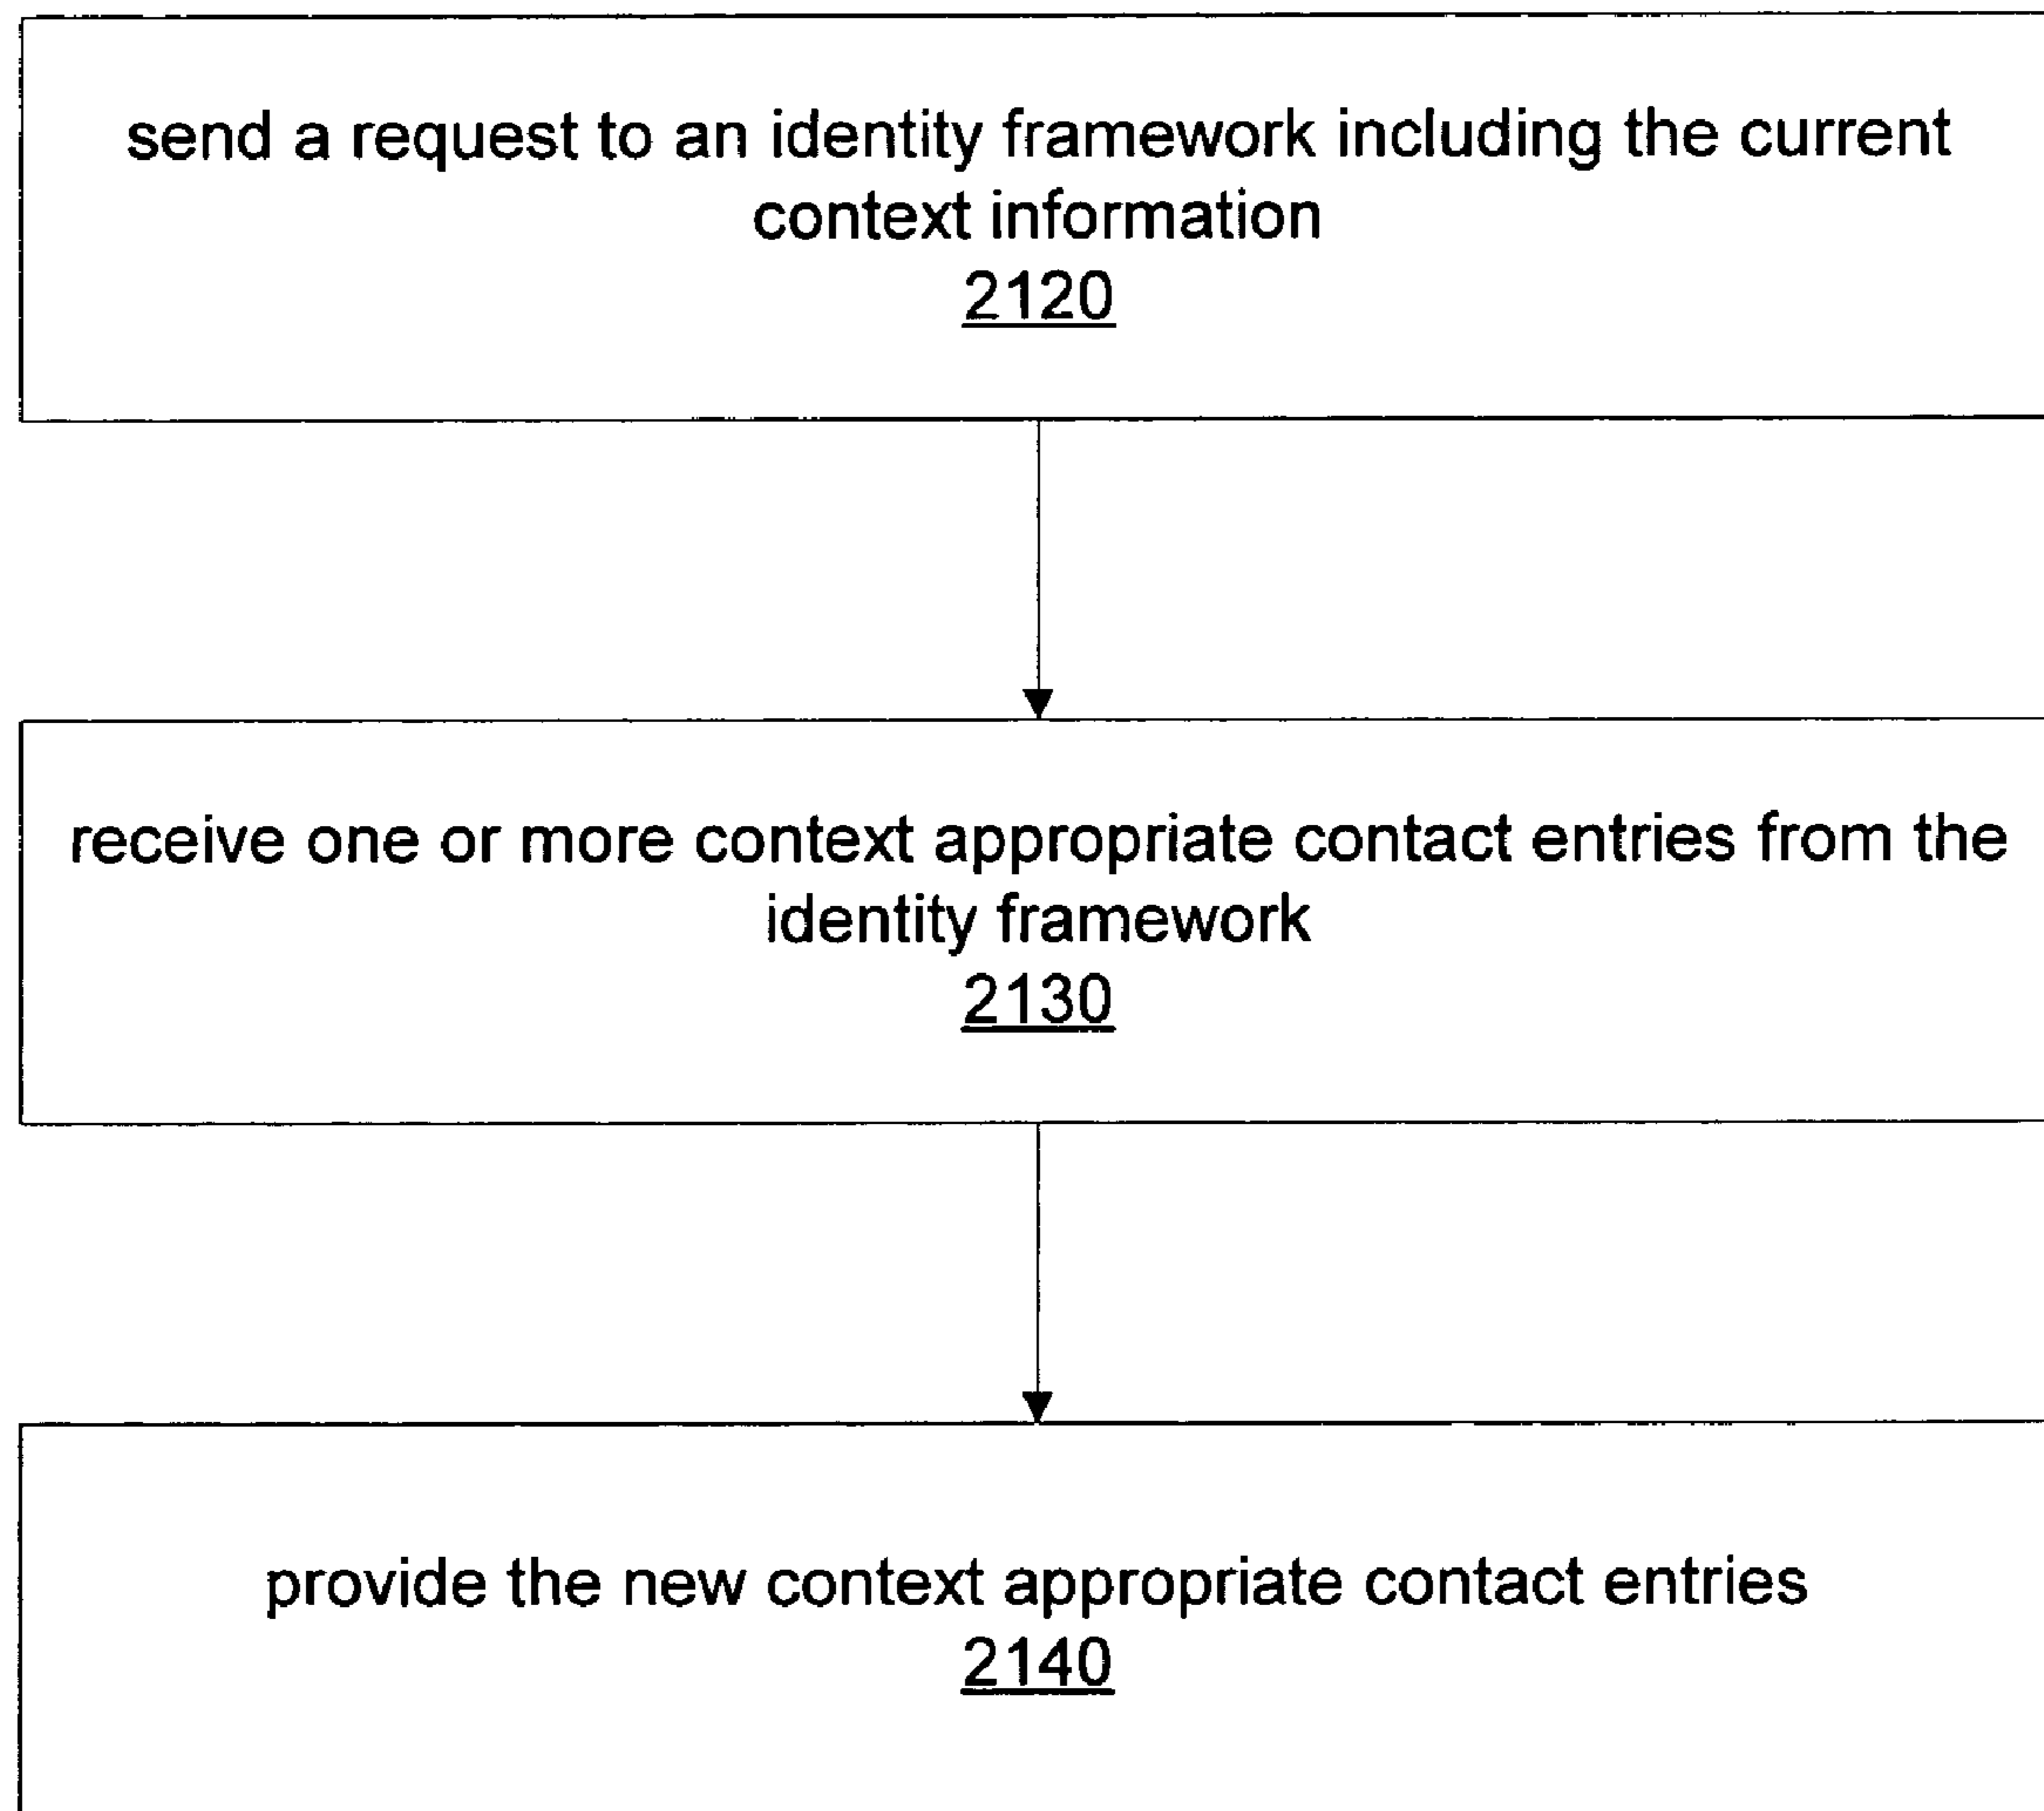 send a request to an identity framework including the current
context information
2120
receive one or more context appropriate contact entries from the
identity framework
2130
provide the new context appropriate contact entries
2140